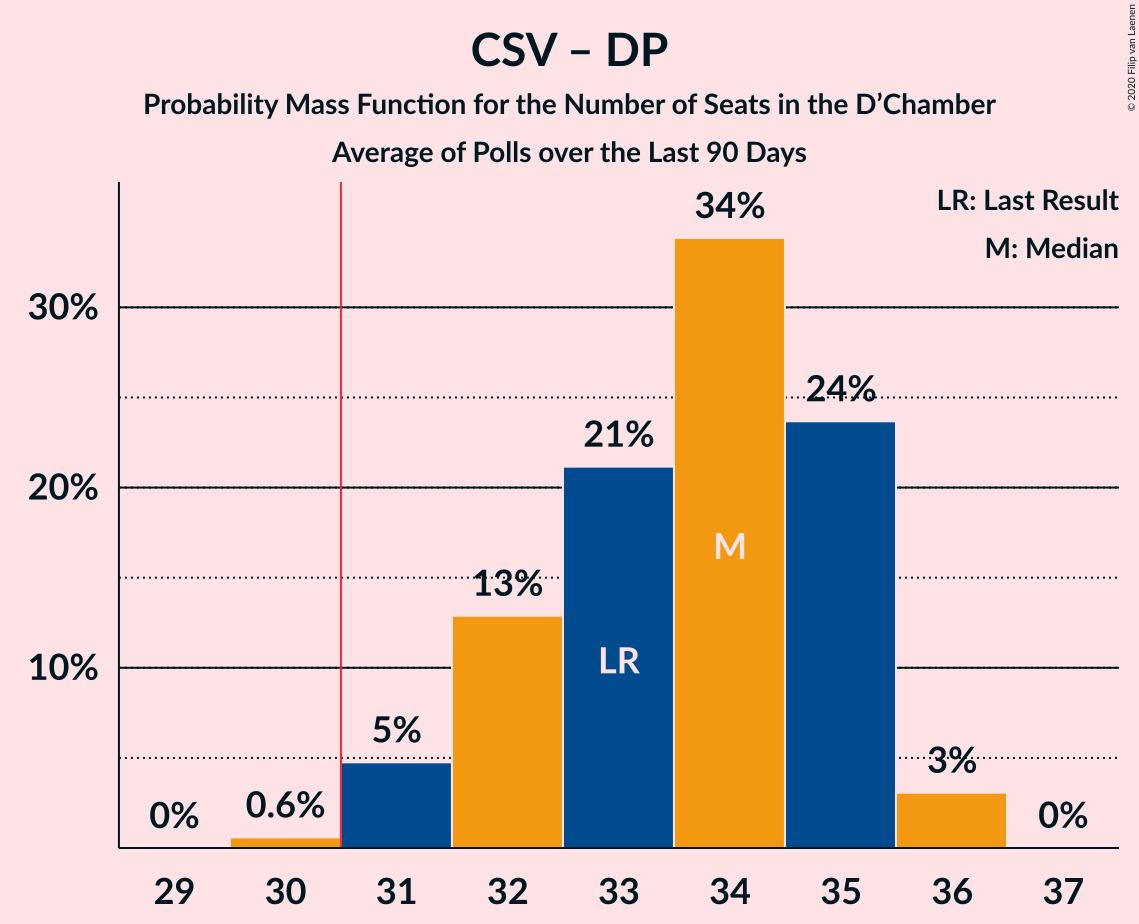 © 2020 Filip van Laenen
CSV – DP
Probability Mass Function for the Number of Seats in the D’Chamber
Average of Polls over the Last 90 Days
LR: Last Result
M: Median
30%
20%
10%
0%
0.6%
5%
13%
21%
34%
24%
3%
0%
LR
M
29 30 31 32 33 34 35 36 37